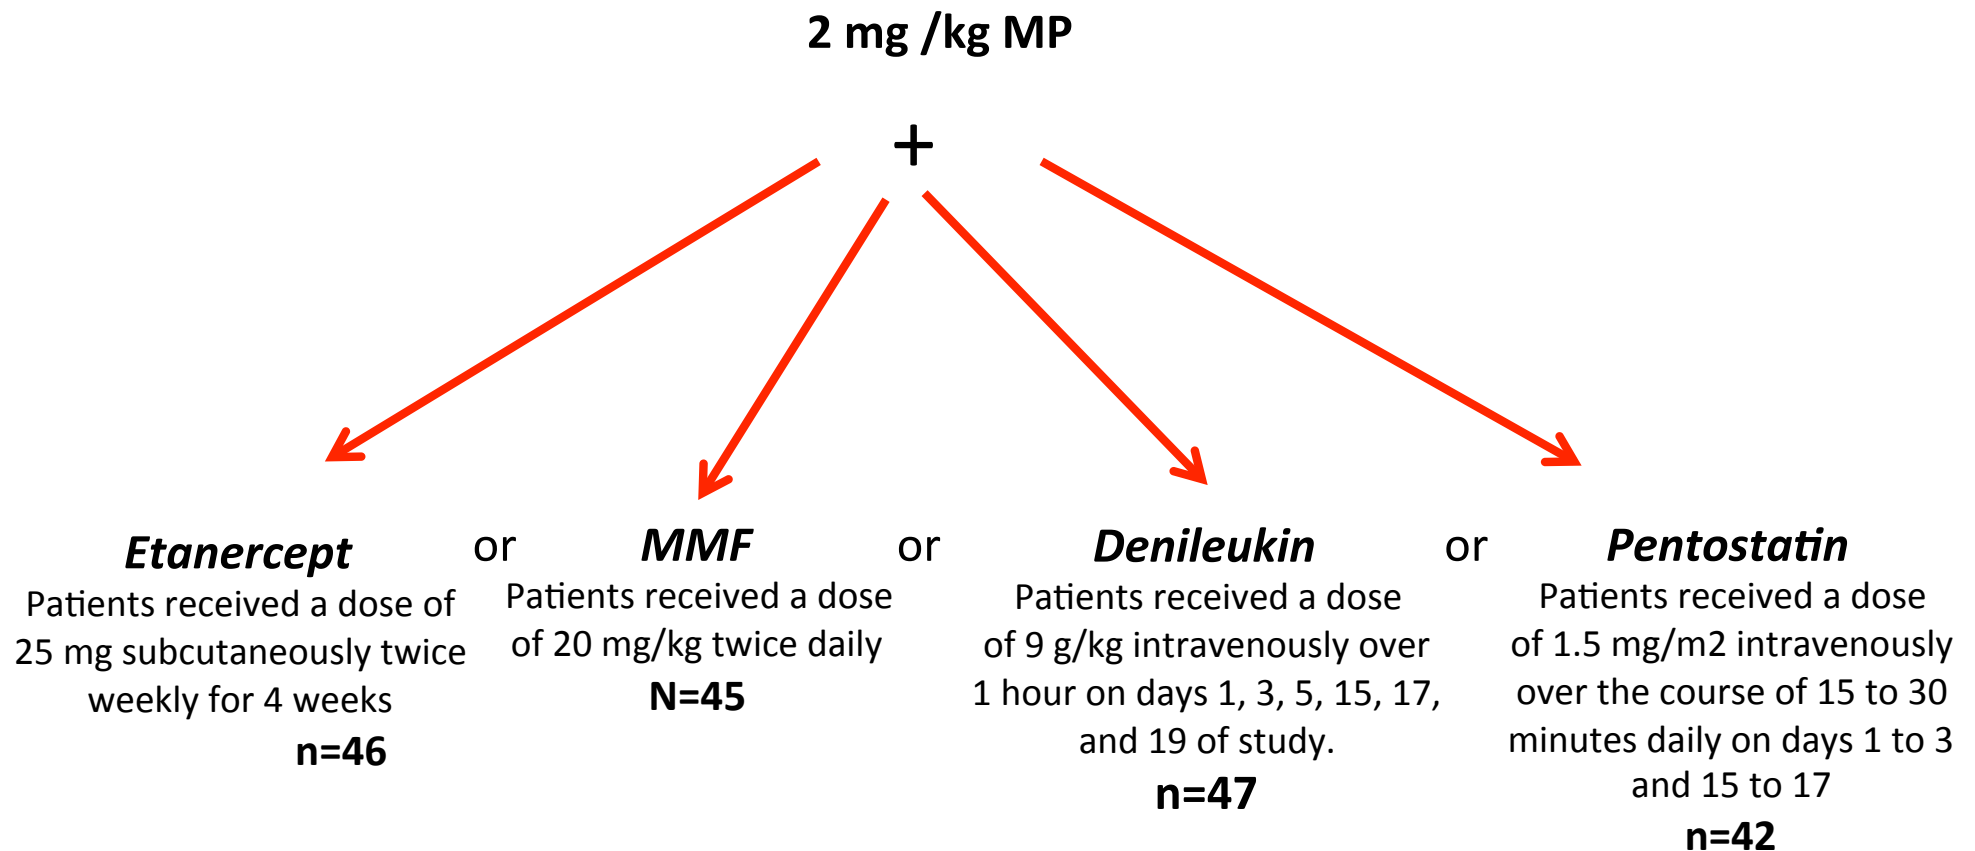 2 mg /kg MP
+
Etanercept
Patients received a dose of
25 mg subcutaneously twice
weekly for 4 weeks
n=46
or
MMF
Patients received a dose
of 20 mg/kg twice daily
N=45
or
Denileukin
Patients received a dose
of 9 g/kg intravenously over
1 hour on days 1, 3, 5, 15, 17,
and 19 of study.
n=47
or
Pentostatin
Patients received a dose
of 1.5 mg/m2 intravenously
over the course of 15 to 30
minutes daily on days 1 to 3
and 15 to 17
n=42